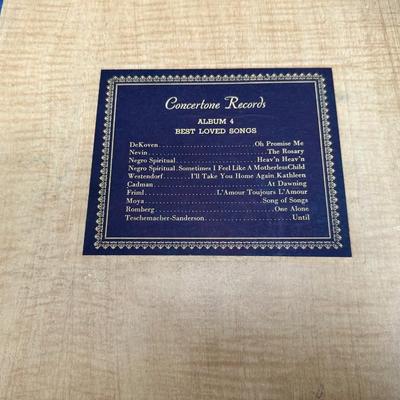 Concertone Records
ALBUM 4
BEST LOVED SONGS
DeKoven..........................Oh Promise Me
Nevin..............................The Rosary
Negro Spiritual......................Heav'n Heav'n
Negro Spiritual.Sometimes I Feel Like A MotherlessChild
Westendorf........I'll Take You Home Again Kathleen
Cadman............................At Dawning
Friml....................L'Amour Toujours L'Amour
Moya............................Song of Songs
Romberg............................One Alone
Teschemacher-Sanderson....................Until